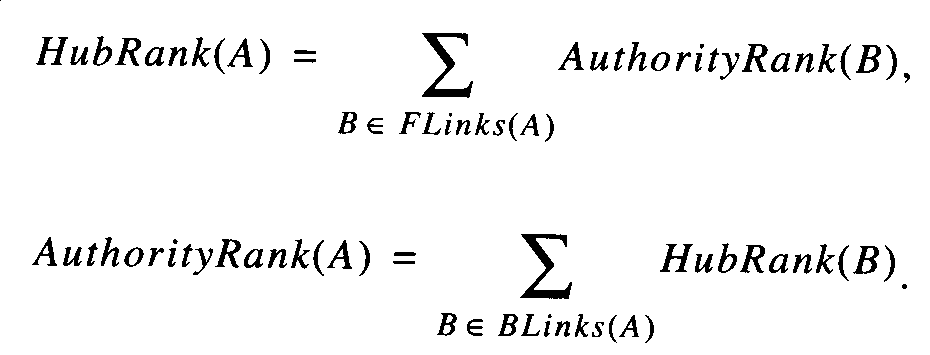 HubRank(A) = ∑ AuthorityRank(B),
B ∈ FLinks(A)
AuthorityRank(A) = ∑ HubRank(B).
B ∈ BLinks(A)